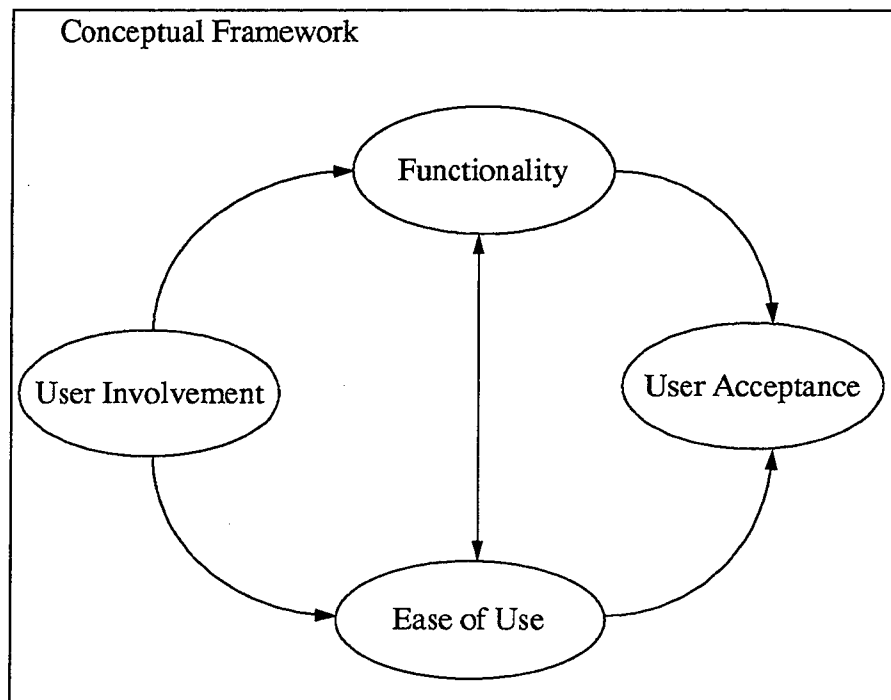 Conceptual Framework
Functionality
User Involvement
User Acceptance
Ease of Use